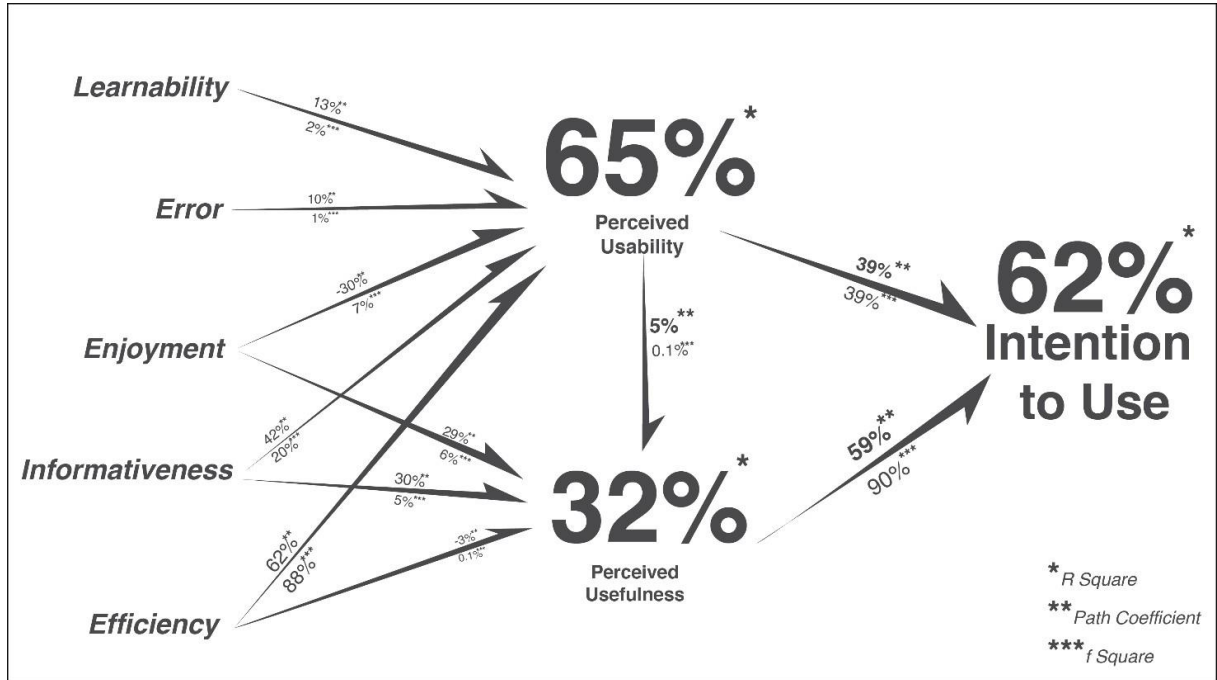 Learnability
13%**
2%***
65%*
Perceived
Usability
Error
10%**
1%***
62%*
Intention
to Use
39%**
39%***
-30%**
7%***
Enjoyment
5%**
0.1%***
29%**
6%***
42%**
20%***
Informativeness
30%**
5%***
32%*
Perceived
Usefulness
59%**
90%***
62%**
88%***
-3%**
0.1%***
Efficiency
*R Square
**Path Coefficient
***f Square